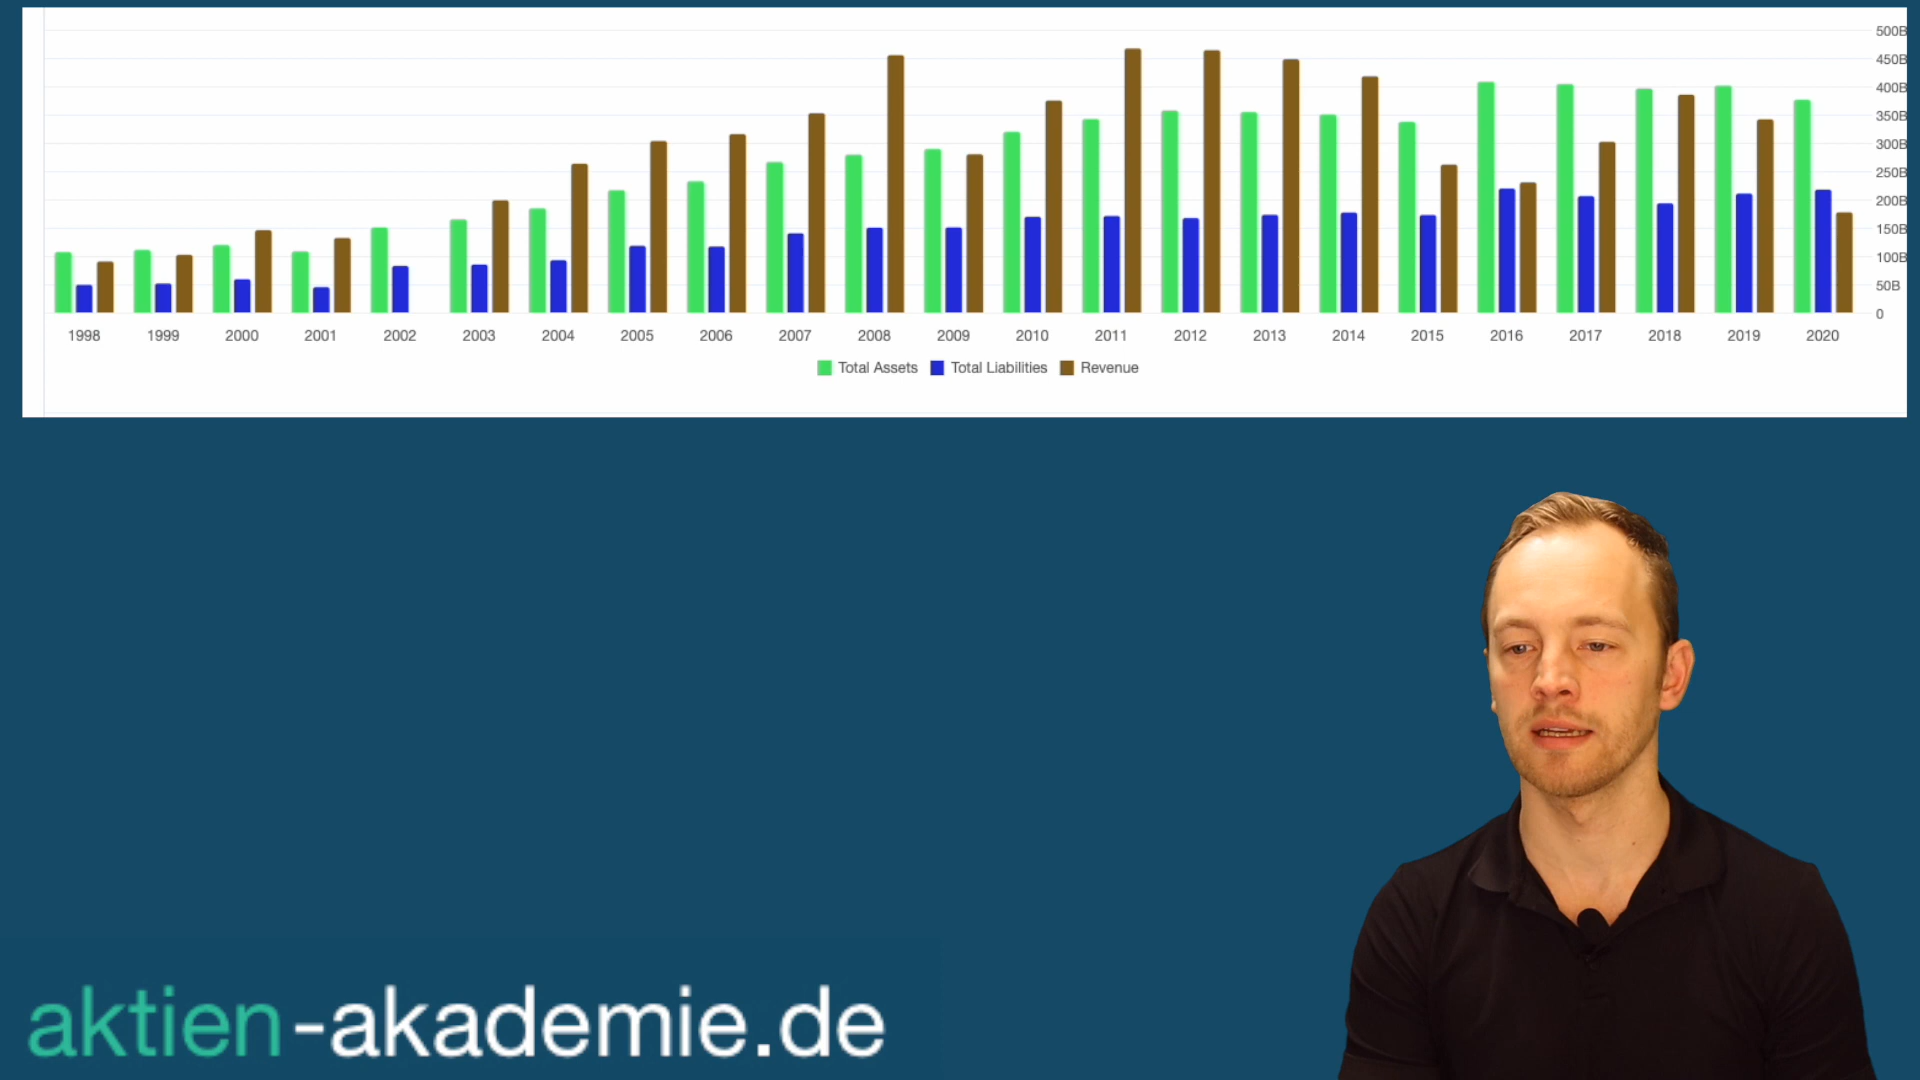 500B
450B
400B
350B
300B
250B
200B
150B
100B
50B
0
1998 1999 2000 2001 2002 2003 2004 2005 2006 2007 2008 2009 2010 2011 2012 2013 2014 2015 2016 2017 2018 2019 2020
Total Assets Total Liabilities Revenue
aktien-akademie.de